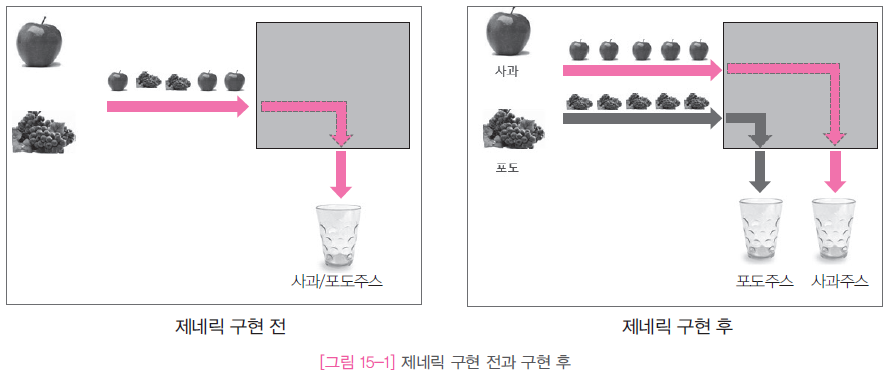 사과
포도
사과/포도주스
포도주스
사과주스
제네릭 구현 전
제네릭 구현 후
[그림 15-1] 제네릭 구현 전과 구현 후